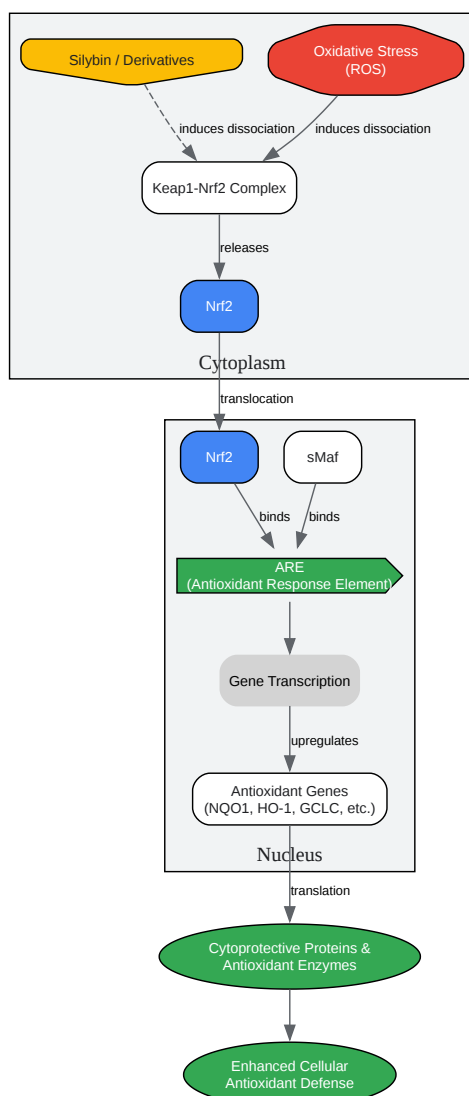 Silybin / Derivatives
Oxidative Stress
(ROS)
induces dissociation
induces dissociation
Keap1-Nrf2 Complex
releases
Nrf2
Cytoplasm
translocation
Nrf2
sMaf
binds
binds
ARE
(Antioxidant Response Element)
Gene Transcription
upregulates
Antioxidant Genes
(NQO1, HO-1, GCLC, etc.)
Nucleus
translation
Cytoprotective Proteins &
Antioxidant Enzymes
Enhanced Cellular
Antioxidant Defense